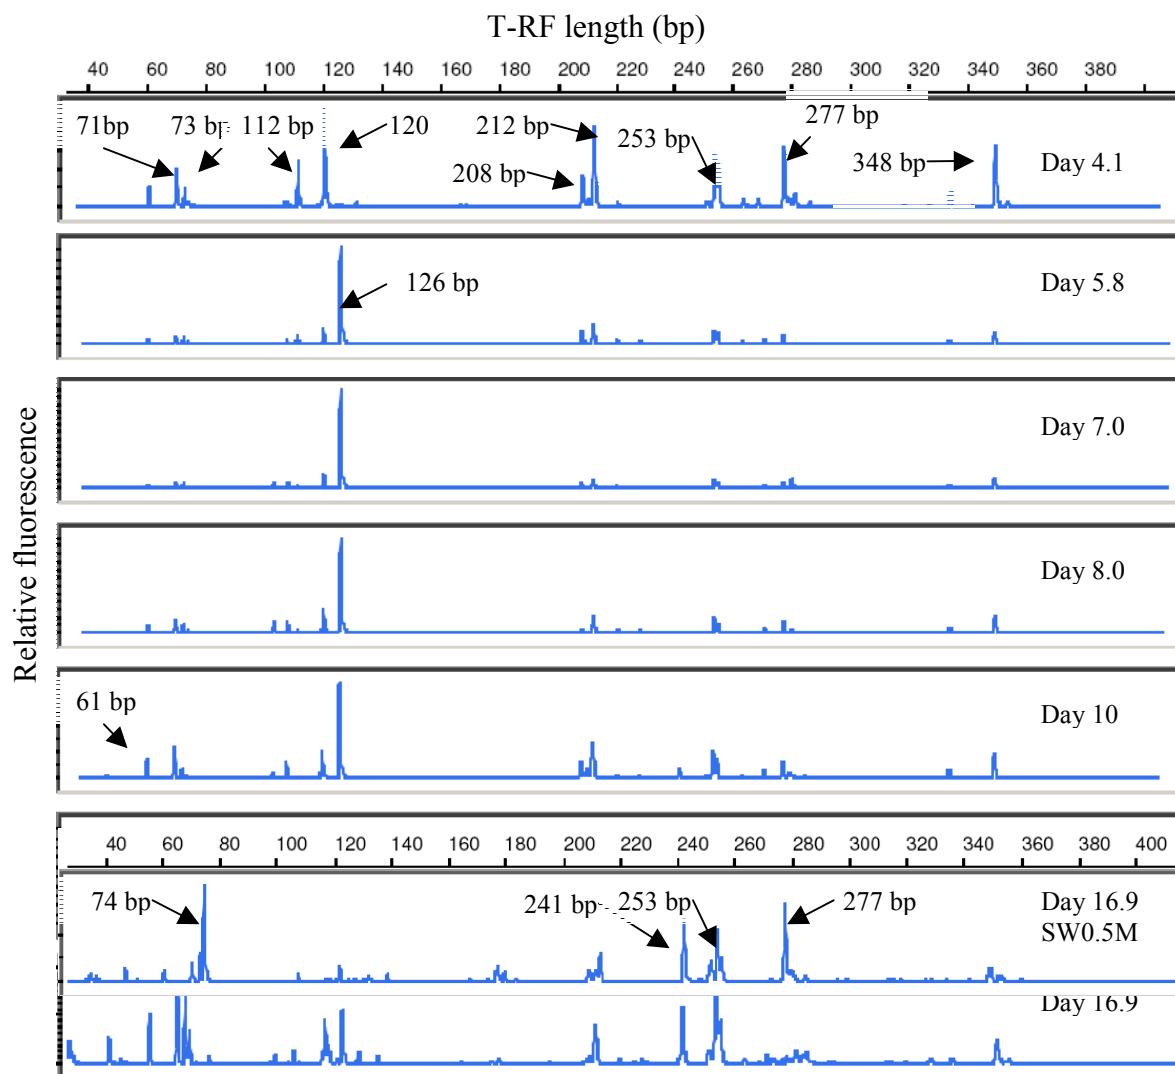 T-RF length (bp)
40 60 80 100 120 140 160 200 220 240 260 280 300 320 340 360 380
71bp 73 bp 112 bp 120 212 bp 253 bp 277 bp
208 bp 348 bp Day 4.1
126 bp Day 5.8
Day 7.0
Day 8.0
61 bp Day 10
Relative fluorescence
40 60 80 100 120 140 160 180 200 220 240 260 280 300 320 340 360 380 400
74 bp 241 bp 253 bp 277 bp Day 16.9
SW0.5M
Day 16.9